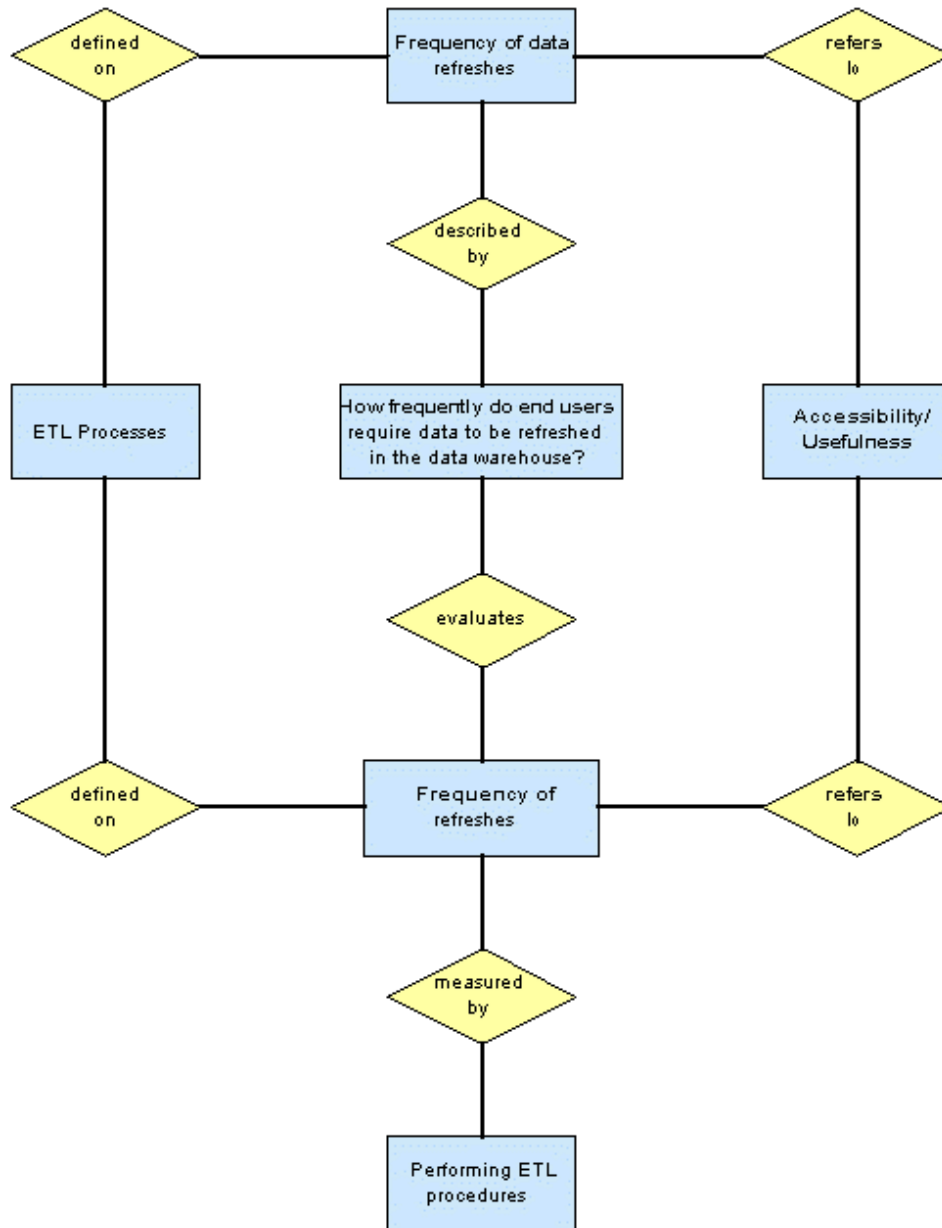 defined
on
Frequency of data
refreshes
refers
to
described
by
ETL Processes
How frequently do end users
require data to be refreshed
in the data warehouse?
Accessibility/
Usefulness
evaluates
defined
on
Frequency of
refreshes
refers
to
measured
by
Performing ETL
procedures